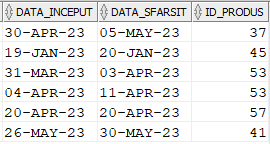 DATA_INCEPUT DATA_SFARSIT ID_PRODUS
30-APR-23 05-MAY-23 37
19-JAN-23 20-JAN-23 45
31-MAR-23 03-APR-23 53
04-APR-23 11-APR-23 53
20-APR-23 20-APR-23 57
26-MAY-23 30-MAY-23 41